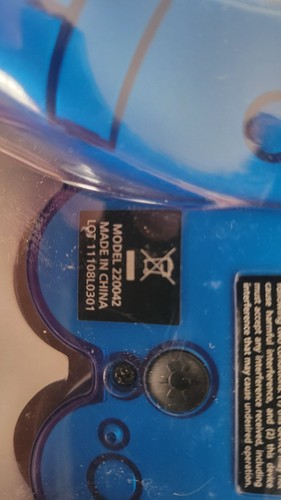 MODEL 220042
MADE IN CHINA
LOT 11108L0301
cause harmful interference, and (2) this device
must accept any interference received, including
interference that may cause undesired operation.